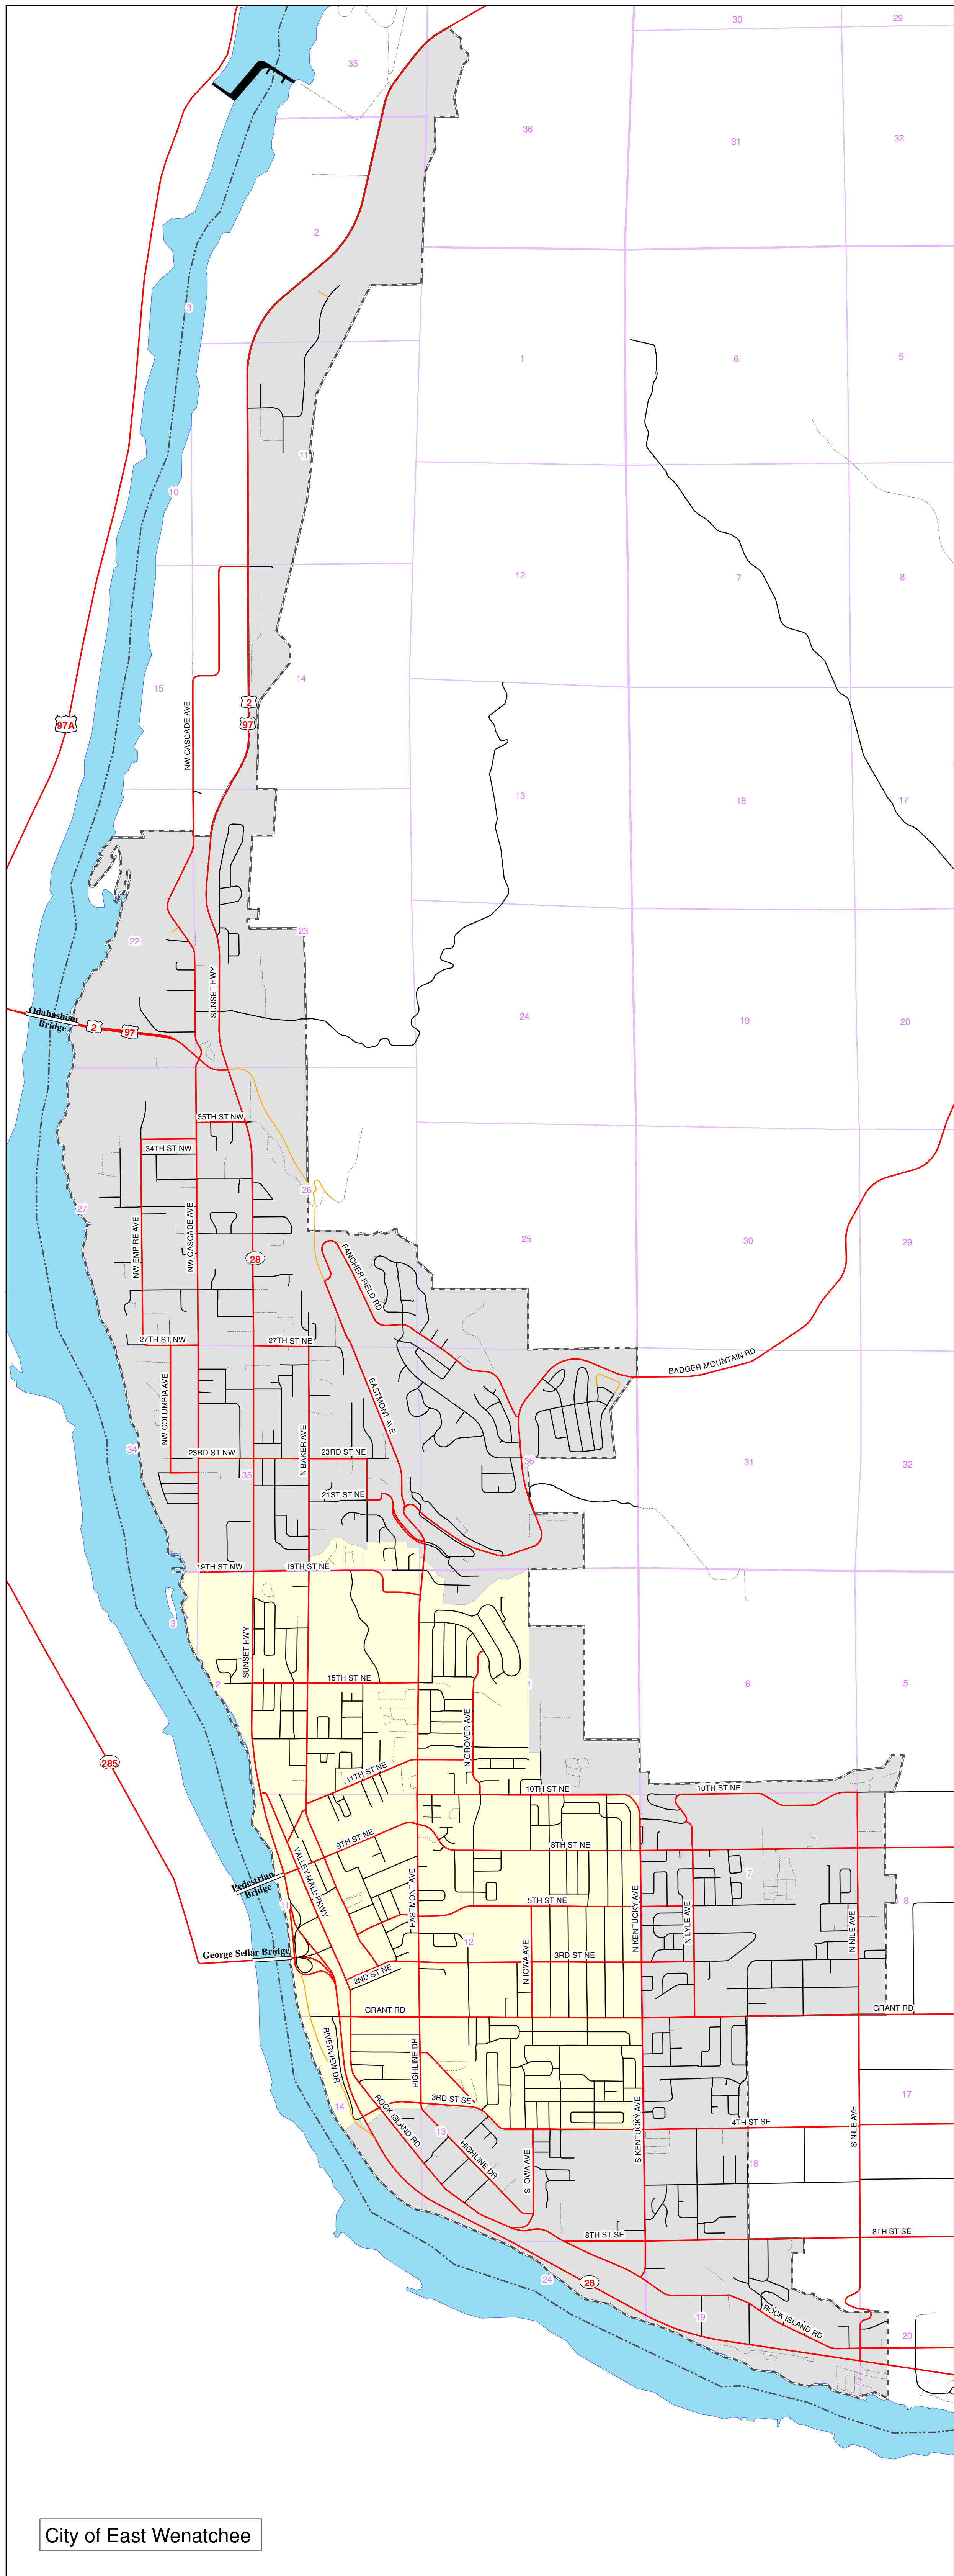 30
29
35
36
31
32
2
3
1
6
5
11
10
12
7
8
15
14
2
97
97A
NW CASCADE AVE
13
18
17
22
23
SUNSET HWY
Odabashian
Bridge
2
97
24
19
20
35TH ST NW
34TH ST NW
26
27
NW EMPIRE AVE
NW CASCADE AVE
28
25
30
29
FANCHER FIELD RD
27TH ST NW
27TH ST NE
BADGER MOUNTAIN RD
NW COLUMBIA AVE
EASTMONT AVE
N BAKER AVE
34
23RD ST NW
23RD ST NE
35
36
31
32
21ST ST NE
19TH ST NW
19TH ST NE
3
SUNSET HWY
2
15TH ST NE
1
6
5
N GROVER AVE
285
11TH ST NE
10TH ST NE
10TH ST NE
9TH ST NE
8TH ST NE
VALLEY MALL PKWY
Pedestrian
Bridge
7
8
11
EASTMONT AVE
5TH ST NE
N KENTUCKY AVE
N LYLE AVE
N NILE AVE
12
George Sellar Bridge
N IOWA AVE
3RD ST NE
2ND ST NE
GRANT RD
GRANT RD
RIVERVIEW DR
HIGHLINE DR
3RD ST SE
14
ROCK ISLAND RD
17
4TH ST SE
S KENTUCKY AVE
S NILE AVE
13
HIGHLINE DR
S IOWA AVE
18
8TH ST SE
8TH ST SE
24
28
19
ROCK ISLAND RD
20
City of East Wenatchee